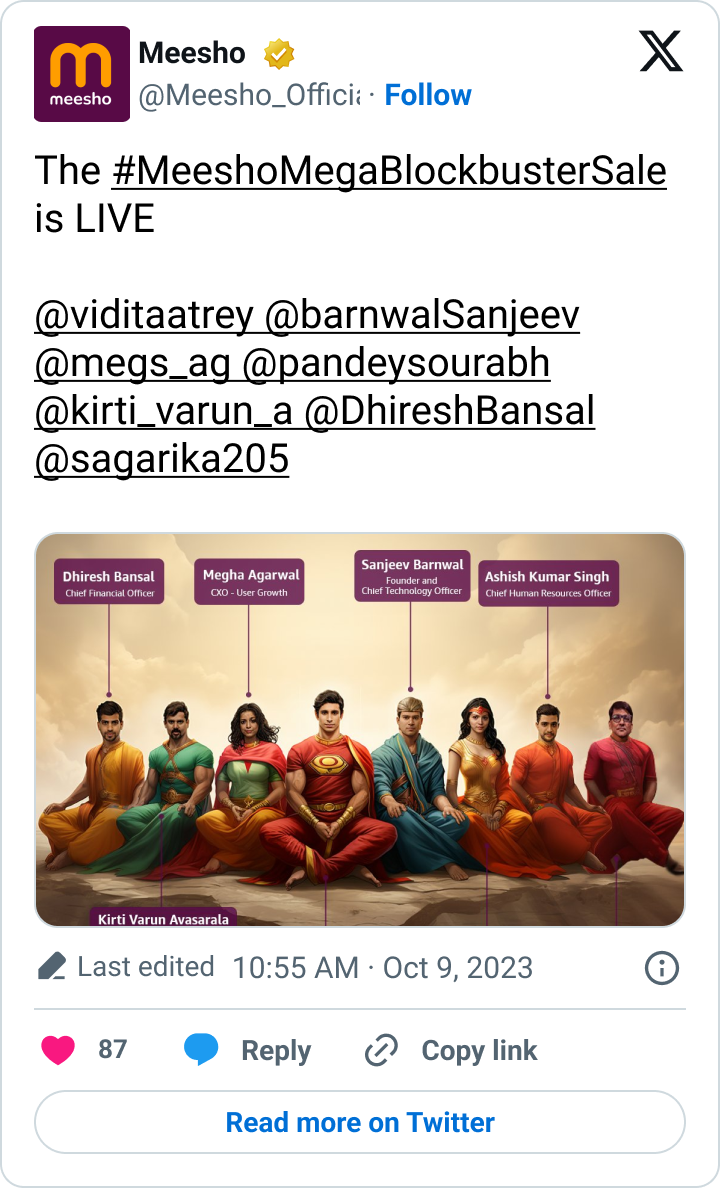 meesho
Meesho
@Meesho_Offici · Follow
The #MeeshoMegaBlockbusterSale
is LIVE
@viditaatrey @barnwalSanjeev
@megs_ag @pandeysourabh
@kirti_varun_a @DhireshBansal
@sagarika205
Dhiresh Bansal
Chief Financial Officer
Megha Agarwal
CXO - User Growth
Sanjeev Barnwal
Founder and
Chief Technology Officer
Ashish Kumar Singh
Chief Human Resources Officer
Kirti Varun Avasarala
Last edited 10:55 AM · Oct 9, 2023
87 Reply Copy link
Read more on Twitter